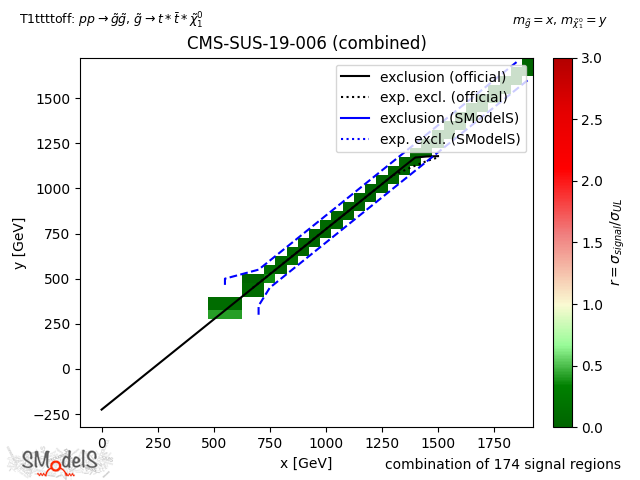 T1ttttoff: pp → g̃g̃, g̃ → t * t̄ * χ̃₁⁰
m_g̃ = x, m_χ̃₁⁰ = y
CMS-SUS-19-006 (combined)
exclusion (official)
exp. excl. (official)
exclusion (SModelS)
exp. excl. (SModelS)
y [GeV]
1500
1250
1000
750
500
250
0
−250
0
250
500
750
1000
1250
1500
1750
x [GeV]
3.0
2.5
2.0
1.5
1.0
0.5
0.0
r = σ_signal/σ_UL
SModelS
combination of 174 signal regions